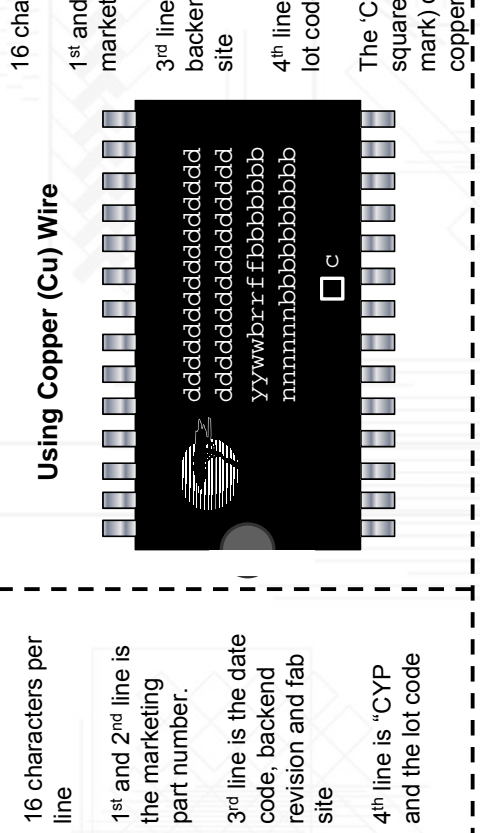 16 characters per
line
1st and 2nd line is
the marketing
part number.
3rd line is the date
code, backend
revision and fab
site
4th line is “CYP
and the lot code
Using Copper (Cu) Wire
dddddddddddddddd
dddddddddddddddd
yywwbrrffbbbbbbb
nnnnnnbbbbbbbbbb
c
16 cha
1st and
market
3rd line
backen
site
4th line
lot cod
The ‘C
square
mark)
copper